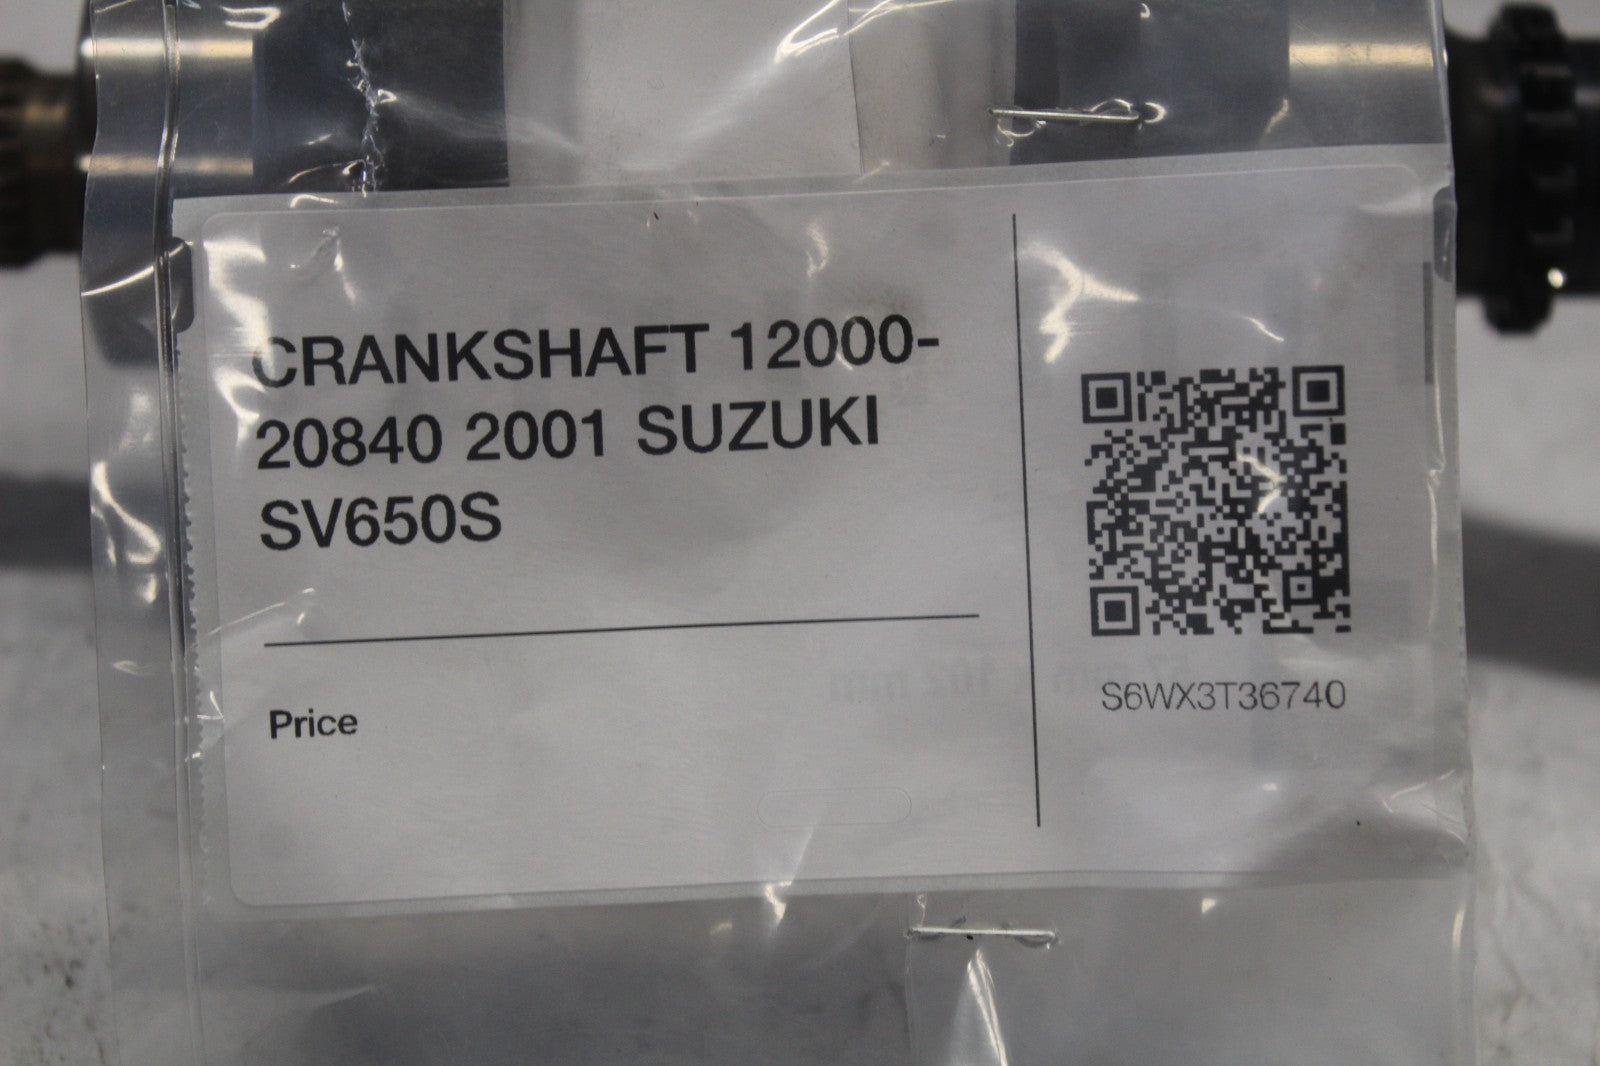 CRANKSHAFT 12000-
20840 2001 SUZUKI
SV650S
Price
S6WX3T36740